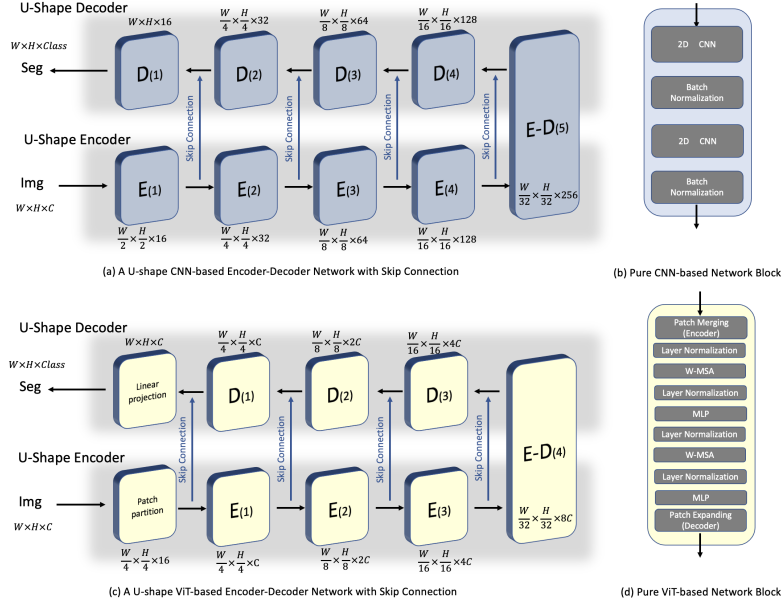 U-Shape Decoder
W×H×16
W/4 × H/4 ×32
W/8 × H/8 ×64
W/16 × H/16 ×128
W×H×Class
Seg
D(1)
D(2)
D(3)
D(4)
Skip Connection
Skip Connection
Skip Connection
Skip Connection
E-D(5)
W/32 × H/32 ×256
U-Shape Encoder
Img
W×H×C
E(1)
E(2)
E(3)
E(4)
W/2 × H/2 ×16
W/4 × H/4 ×32
W/8 × H/8 ×64
W/16 × H/16 ×128
(a) A U-shape CNN-based Encoder-Decoder Network with Skip Connection
2D CNN
Batch
Normalization
2D CNN
Batch
Normalization
(b) Pure CNN-based Network Block
U-Shape Decoder
W×H×C
W/4 × H/4 ×C
W/8 × H/8 ×2C
W/16 × H/16 ×4C
W×H×Class
Seg
Linear
projection
D(1)
D(2)
D(3)
Skip Connection
Skip Connection
Skip Connection
Skip Connection
E-D(4)
W/32 × H/32 ×8C
U-Shape Encoder
Img
W×H×C
Patch
partition
E(1)
E(2)
E(3)
W/4 × H/4 ×16
W/4 × H/4 ×C
W/8 × H/8 ×2C
W/16 × H/16 ×4C
(c) A U-shape ViT-based Encoder-Decoder Network with Skip Connection
Patch Merging
(Encoder)
Layer Normalization
W-MSA
Layer Normalization
MLP
Layer Normalization
W-MSA
Layer Normalization
MLP
Patch Expanding
(Decoder)
(d) Pure ViT-based Network Block